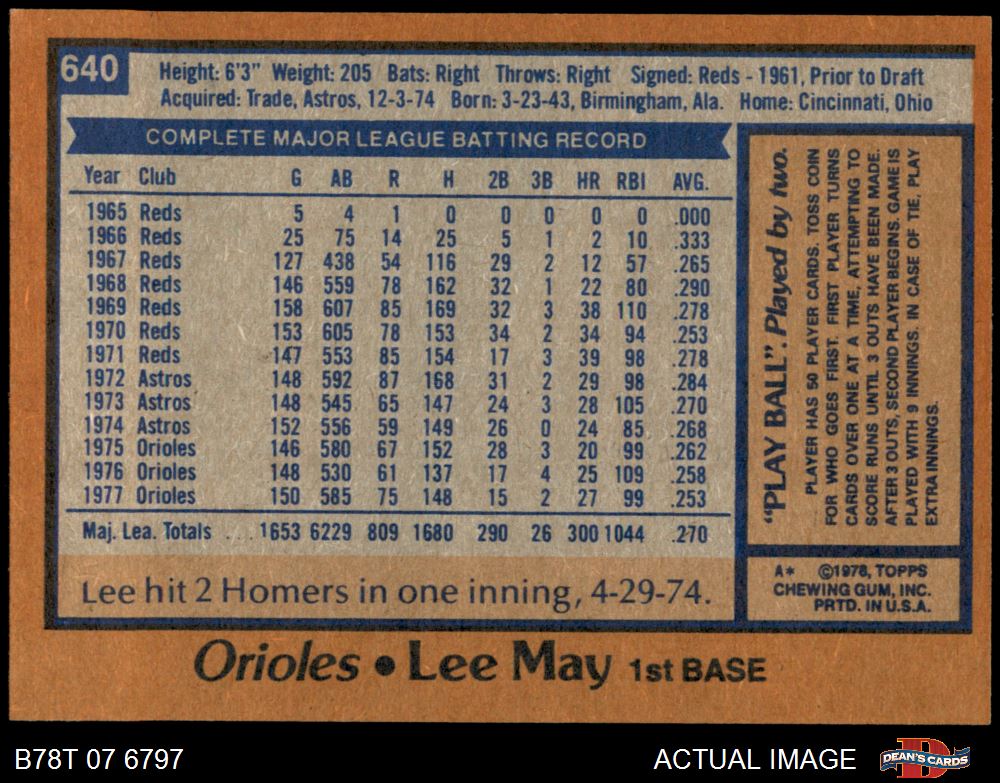 640
Height: 6'3" Weight: 205 Bats: Right Throws: Right Signed: Reds - 1961, Prior to Draft
Acquired: Trade, Astros, 12-3-74 Born: 3-23-43, Birmingham, Ala. Home: Cincinnati, Ohio
COMPLETE MAJOR LEAGUE BATTING RECORD
Year Club G AB R H 2B 3B HR RBI AVG.
1965 Reds 5 4 1 0 0 0 0 0 .000
1966 Reds 25 75 14 25 5 1 2 10 .333
1967 Reds 127 438 54 116 29 2 12 57 .265
1968 Reds 146 559 78 162 32 1 22 80 .290
1969 Reds 158 607 85 169 32 3 38 110 .278
1970 Reds 153 605 78 153 34 2 34 94 .253
1971 Reds 147 553 85 154 17 3 39 98 .278
1972 Astros 148 592 87 168 31 2 29 98 .284
1973 Astros 148 545 65 147 24 3 28 105 .270
1974 Astros 152 556 59 149 26 0 24 85 .268
1975 Orioles 146 580 67 152 28 3 20 99 .262
1976 Orioles 148 530 61 137 17 4 25 109 .258
1977 Orioles 150 585 75 148 15 2 27 99 .253
Maj. Lea. Totals .... 1653 6229 809 1680 290 26 300 1044 .270
Lee hit 2 Homers in one inning, 4-29-74.
"PLAY BALL". Played by two.
PLAYER HAS 50 PLAYER CARDS. TOSS COIN
FOR WHO GOES FIRST. FIRST PLAYER TURNS
CARDS OVER ONE AT A TIME, ATTEMPTING TO
SCORE RUNS UNTIL 3 OUTS HAVE BEEN MADE.
AFTER 3 OUTS, SECOND PLAYER BEGINS. GAME IS
PLAYED WITH 9 INNINGS. IN CASE OF TIE, PLAY
EXTRA INNINGS.
A* ©1978, TOPPS
CHEWING GUM, INC.
PRTD. IN U.S.A.
Orioles • Lee May 1st BASE
B78T 07 6797
ACTUAL IMAGE
DEAN'S CARDS